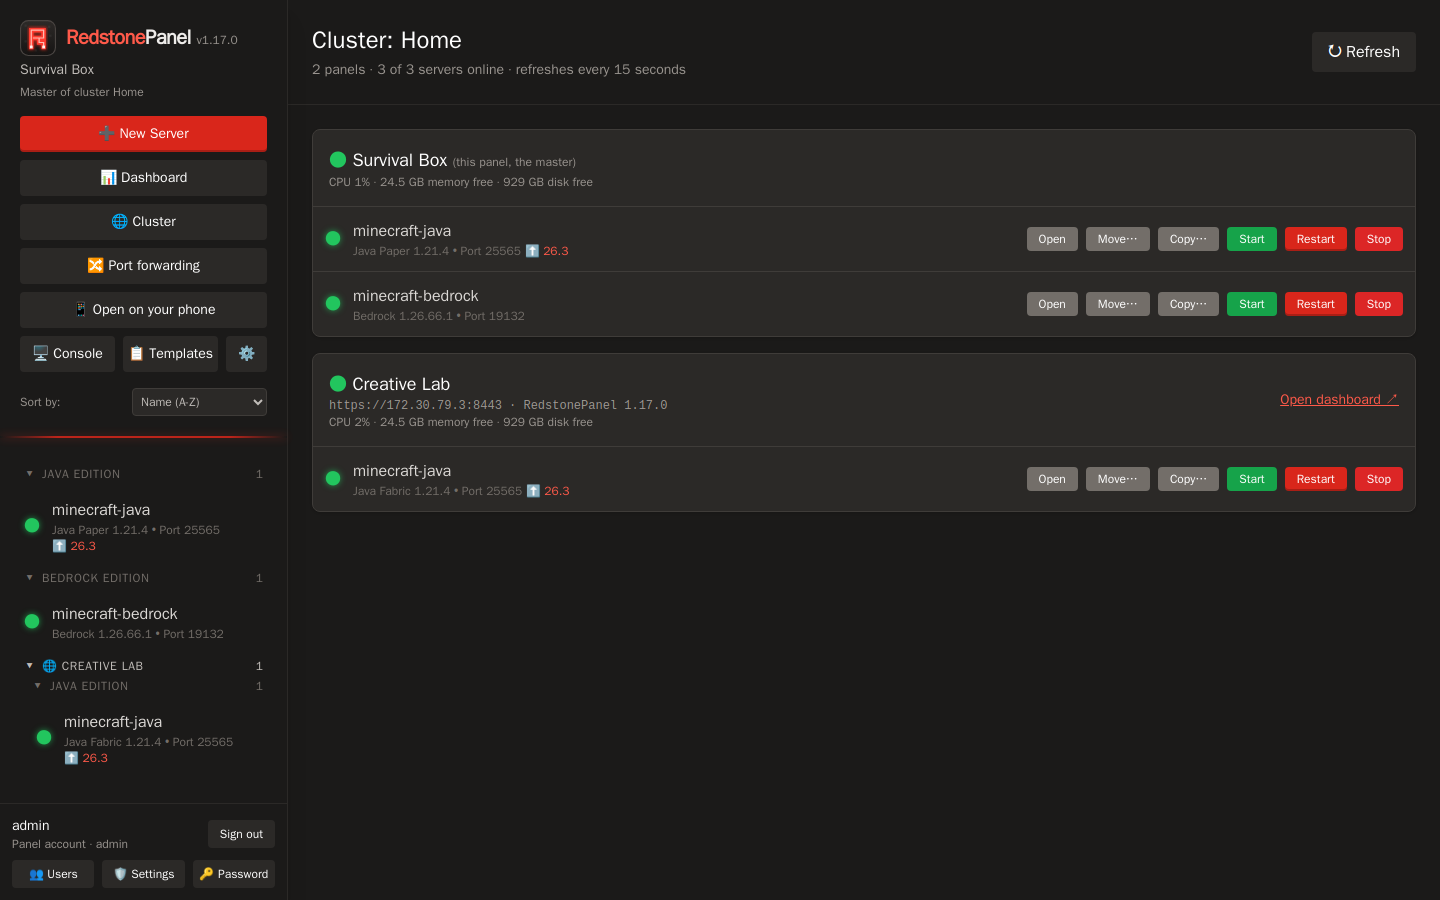 RedstonePanel v1.17.0
Survival Box
Master of cluster Home
➕ New Server
📊 Dashboard
🌐 Cluster
🔀 Port forwarding
📱 Open on your phone
🖥️ Console
📋 Templates
⚙️
Sort by:
Name (A-Z)
▼ JAVA EDITION 1
minecraft-java
Java Paper 1.21.4 • Port 25565
⬆️ 26.3
▼ BEDROCK EDITION 1
minecraft-bedrock
Bedrock 1.26.66.1 • Port 19132
▼ 🌐 CREATIVE LAB 1
▼ JAVA EDITION 1
minecraft-java
Java Fabric 1.21.4 • Port 25565
⬆️ 26.3
admin
Panel account · admin
Sign out
👥 Users
🛡️ Settings
🔑 Password
Cluster: Home
2 panels · 3 of 3 servers online · refreshes every 15 seconds
↻ Refresh
Survival Box (this panel, the master)
CPU 1% · 24.5 GB memory free · 929 GB disk free
minecraft-java
Java Paper 1.21.4 • Port 25565 ⬆️ 26.3
Open Move… Copy… Start Restart Stop
minecraft-bedrock
Bedrock 1.26.66.1 • Port 19132
Open Move… Copy… Start Restart Stop
Creative Lab
https://172.30.79.3:8443 · RedstonePanel 1.17.0
CPU 2% · 24.5 GB memory free · 929 GB disk free
Open dashboard ↗
minecraft-java
Java Fabric 1.21.4 • Port 25565 ⬆️ 26.3
Open Move… Copy… Start Restart Stop